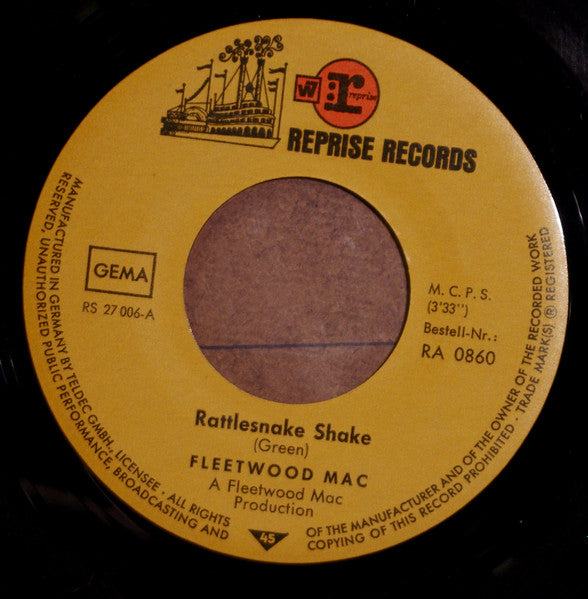 W :r reprise
REPRISE RECORDS
GEMA
RS 27 006-A
M. C. P. S.
(3'33'')
Bestell-Nr.:
RA 0860
Rattlesnake Shake
(Green)
FLEETWOOD MAC
A Fleetwood Mac
Production
45
MANUFACTURED IN GERMANY BY TELDEC GMBH. LICENSEE · ALL RIGHTS
RESERVED, UNAUTHORIZED PUBLIC PERFORMANCE, BROADCASTING AND
OF THE MANUFACTURER AND OF THE OWNER OF THE RECORDED WORK
COPYING OF THIS RECORD PROHIBITED · TRADE MARK(S) ® REGISTERED